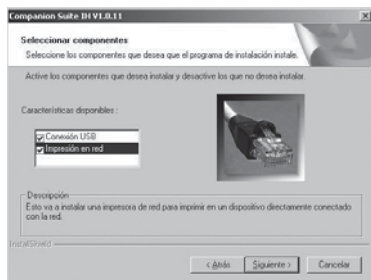 Companion Suite IH V1.0.11
Seleccionar componentes
Seleccione los componentes que desea que el programa de instalación instale.
Active los componentes que desea instalar y desactive los que no desea instalar.
Características disponibles :
Conexión USB
Impresión en red
Descripción
Esto va a instalar una impresora de red para imprimir en un dispositivo directamente conectado
con la red.
InstallShield
< Atrás Siguiente > Cancelar